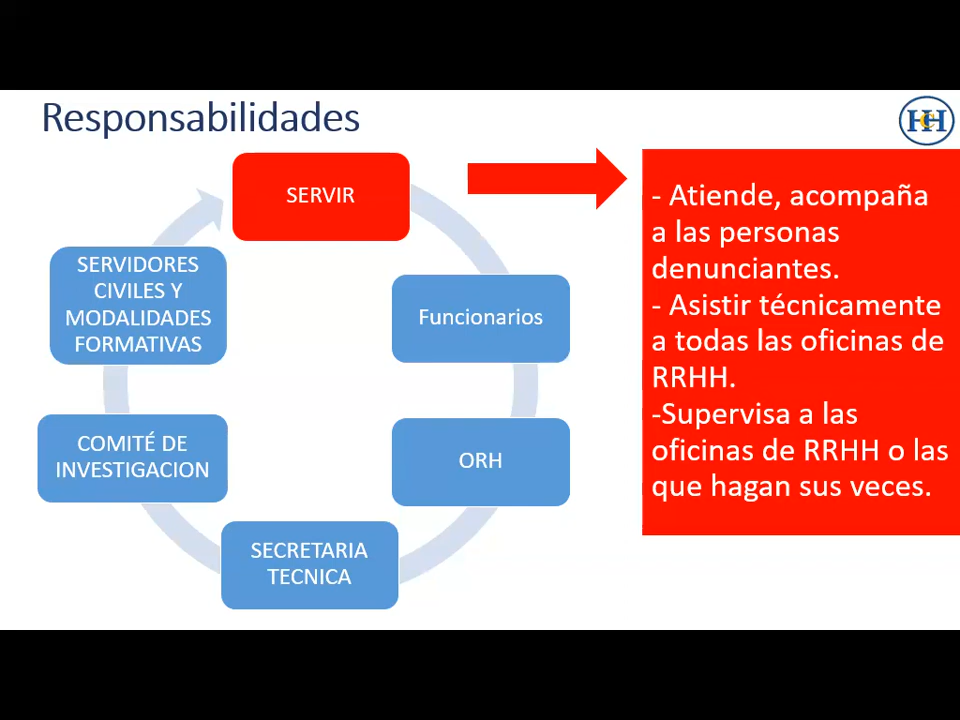 Responsabilidades
HCH
SERVIR
Funcionarios
ORH
SECRETARIA
TECNICA
COMITÉ DE
INVESTIGACION
SERVIDORES
CIVILES Y
MODALIDADES
FORMATIVAS
- Atiende, acompaña
a las personas
denunciantes.
- Asistir técnicamente
a todas las oficinas de
RRHH.
-Supervisa a las
oficinas de RRHH o las
que hagan sus veces.